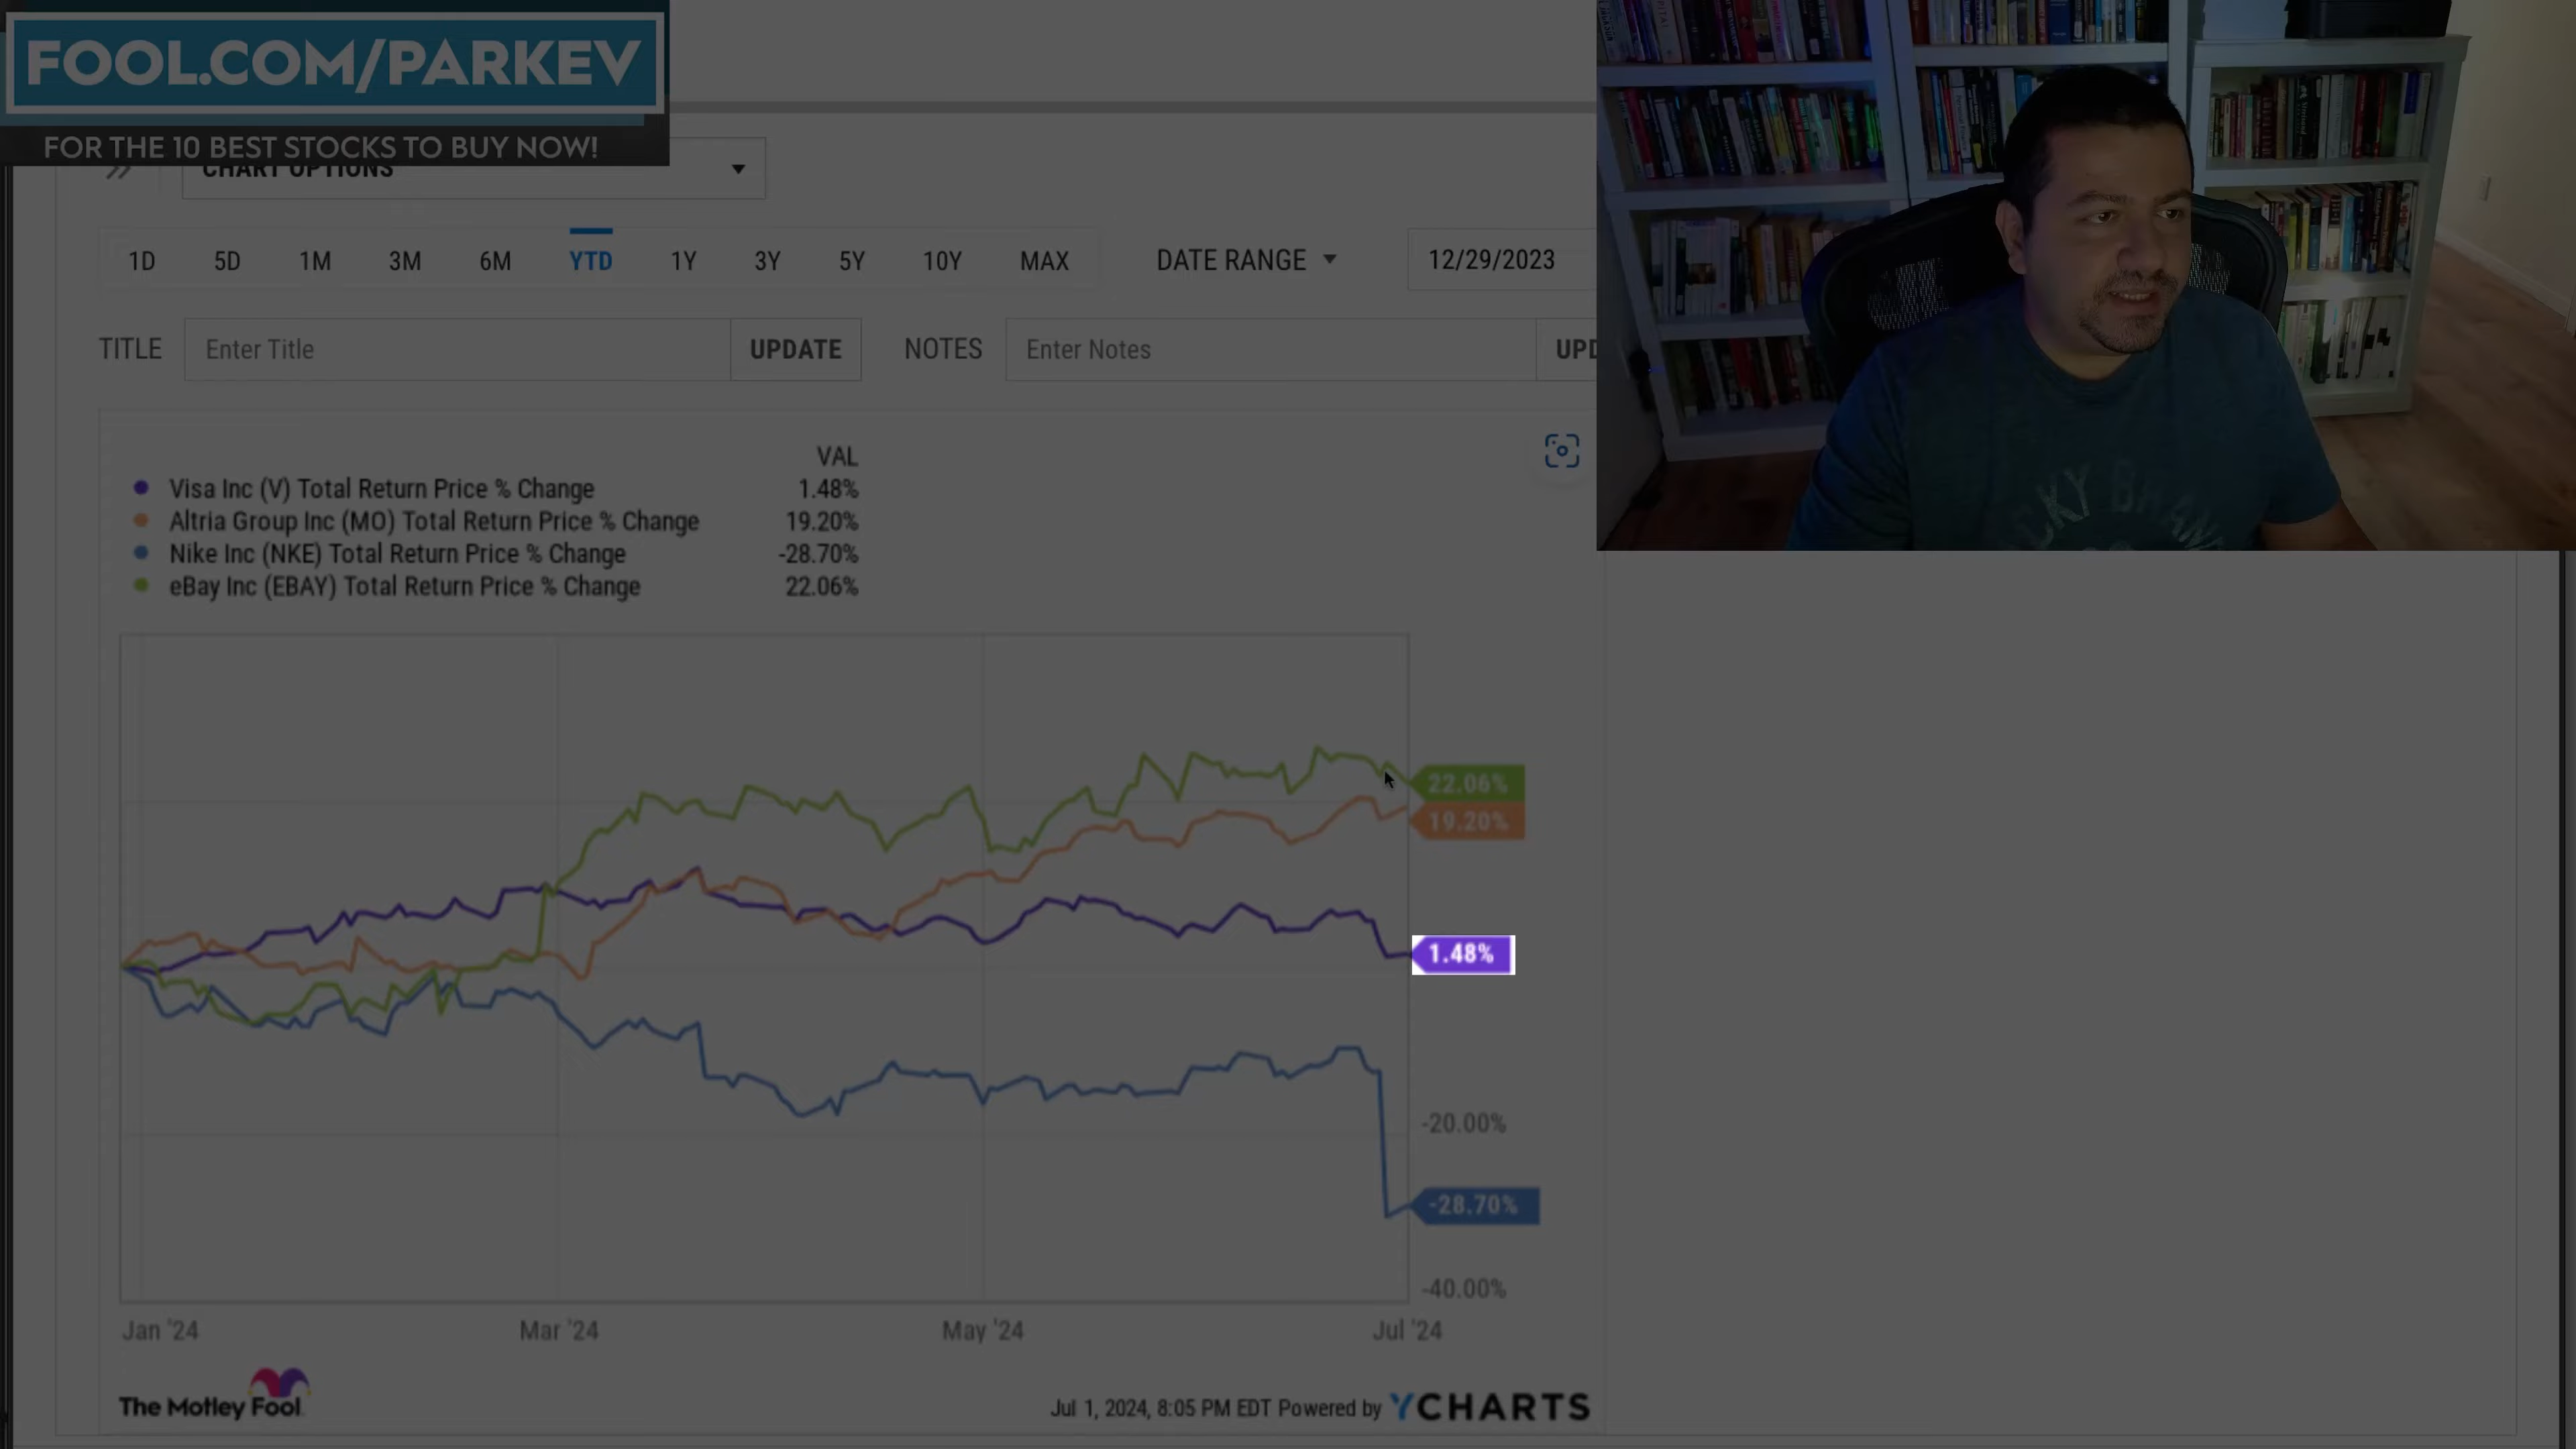 FOOL.COM/PARKEV
FOR THE 10 BEST STOCKS TO BUY NOW!
CHART OPTIONS
1D 5D 1M 3M 6M YTD 1Y 3Y 5Y 10Y MAX DATE RANGE 12/29/2023
TITLE Enter Title UPDATE NOTES Enter Notes UPD
VAL
Visa Inc (V) Total Return Price % Change 1.48%
Altria Group Inc (MO) Total Return Price % Change 19.20%
Nike Inc (NKE) Total Return Price % Change -28.70%
eBay Inc (EBAY) Total Return Price % Change 22.06%
22.06%
19.20%
1.48%
-20.00%
-28.70%
-40.00%
Jan '24 Mar '24 May '24 Jul '24
The Motley Fool
Jul 1, 2024, 8:05 PM EDT Powered by YCHARTS